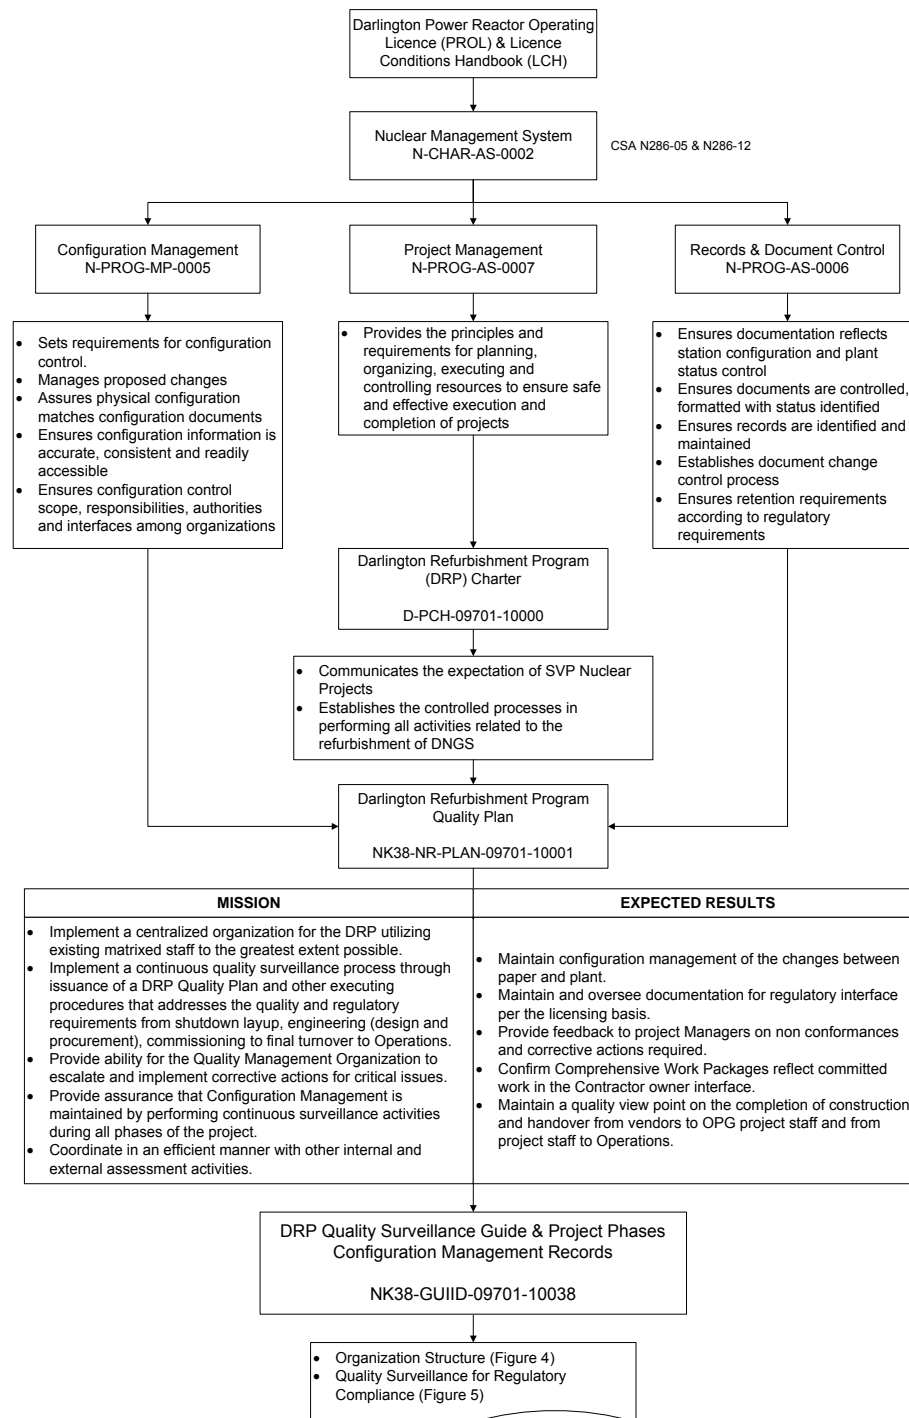 Darlington Power Reactor Operating
Licence (PROL) & Licence
Conditions Handbook (LCH)
Nuclear Management System
N-CHAR-AS-0002
CSA N286-05 & N286-12
Configuration Management
N-PROG-MP-0005
Project Management
N-PROG-AS-0007
Records & Document Control
N-PROG-AS-0006
• Sets requirements for configuration
control.
• Manages proposed changes
• Assures physical configuration
matches configuration documents
• Ensures configuration information is
accurate, consistent and readily
accessible
• Ensures configuration control
scope, responsibilities, authorities
and interfaces among organizations
• Provides the principles and
requirements for planning,
organizing, executing and
controlling resources to ensure safe
and effective execution and
completion of projects
• Ensures documentation reflects
station configuration and plant
status control
• Ensures documents are controlled,
formatted with status identified
• Ensures records are identified and
maintained
• Establishes document change
control process
• Ensures retention requirements
according to regulatory
requirements
Darlington Refurbishment Program
(DRP) Charter
D-PCH-09701-10000
• Communicates the expectation of SVP Nuclear
Projects
• Establishes the controlled processes in
performing all activities related to the
refurbishment of DNGS
Darlington Refurbishment Program
Quality Plan
NK38-NR-PLAN-09701-10001
MISSION
• Implement a centralized organization for the DRP utilizing
existing matrixed staff to the greatest extent possible.
• Implement a continuous quality surveillance process through
issuance of a DRP Quality Plan and other executing
procedures that addresses the quality and regulatory
requirements from shutdown layup, engineering (design and
procurement), commissioning to final turnover to Operations.
• Provide ability for the Quality Management Organization to
escalate and implement corrective actions for critical issues.
• Provide assurance that Configuration Management is
maintained by performing continuous surveillance activities
during all phases of the project.
• Coordinate in an efficient manner with other internal and
external assessment activities.
EXPECTED RESULTS
• Maintain configuration management of the changes between
paper and plant.
• Maintain and oversee documentation for regulatory interface
per the licensing basis.
• Provide feedback to project Managers on non conformances
and corrective actions required.
• Confirm Comprehensive Work Packages reflect committed
work in the Contractor owner interface.
• Maintain a quality view point on the completion of construction
and handover from vendors to OPG project staff and from
project staff to Operations.
DRP Quality Surveillance Guide & Project Phases
Configuration Management Records
NK38-GUIID-09701-10038
• Organization Structure (Figure 4)
• Quality Surveillance for Regulatory
Compliance (Figure 5)